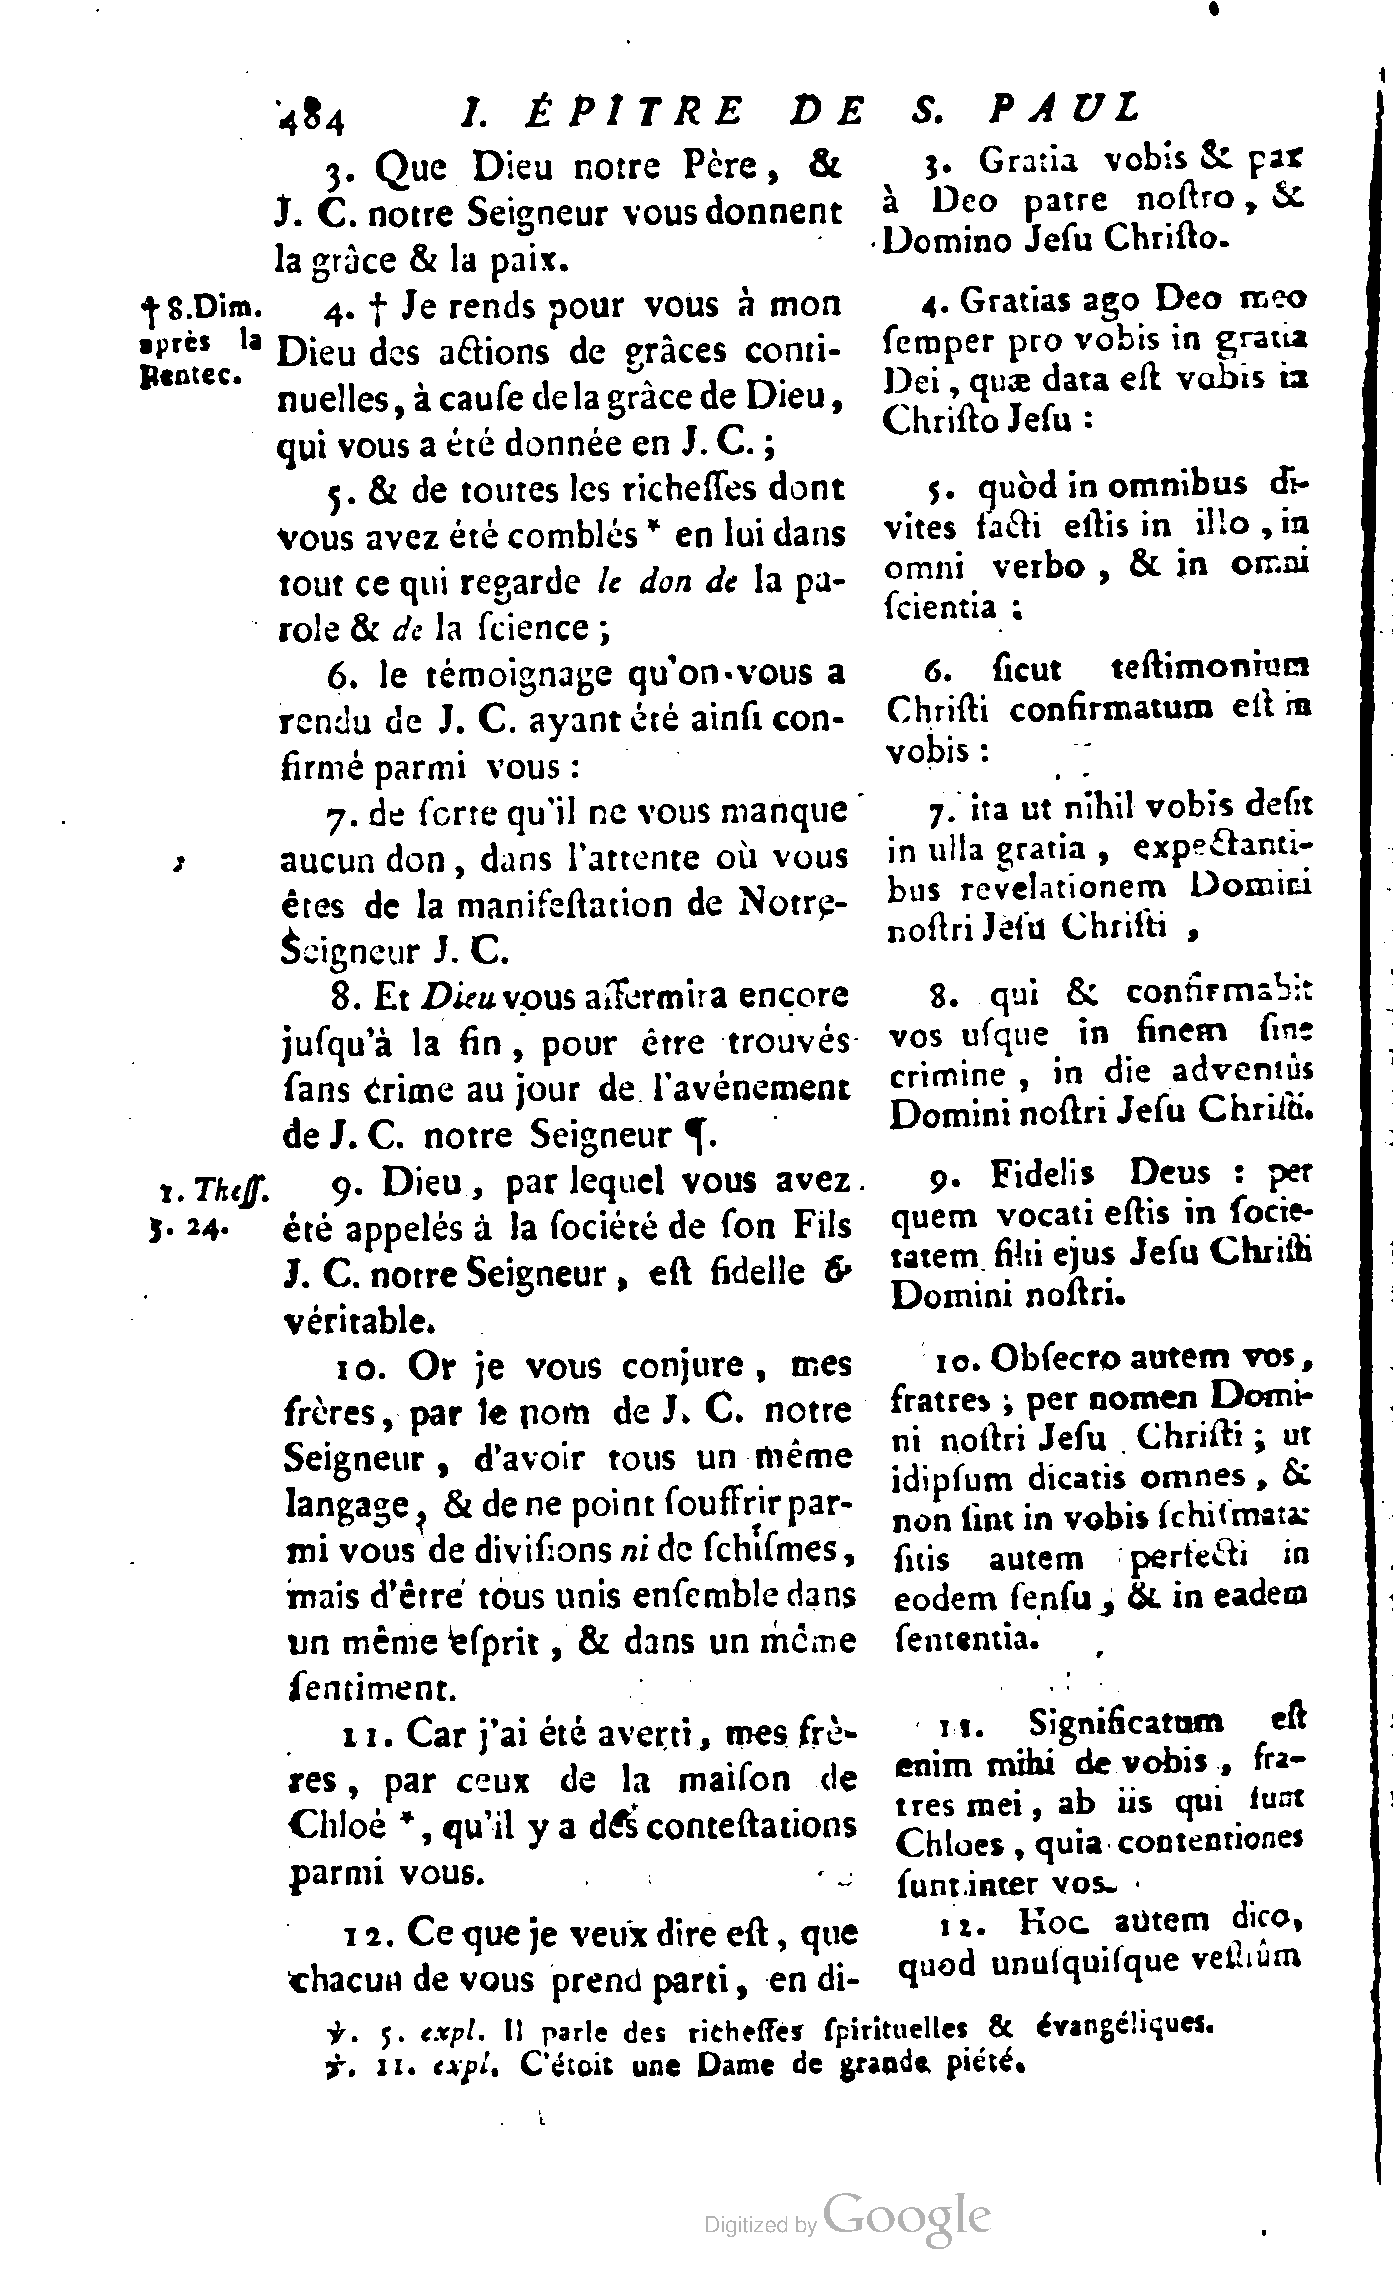 484 I. ÉPITRE DE S. PAUL
3. Que Dieu notre Père, &
J. C. notre Seigneur vous donnent
la grâce & la paix.
† 8.Dim.
après la
Pentec.
4. † Je rends pour vous à mon
Dieu des actions de grâces conti-
nuelles, à cauſe de la grâce de Dieu,
qui vous a été donnée en J. C. ;
5. & de toutes les richeſſes dont
vous avez été comblés * en lui dans
tout ce qui regarde le don de la pa-
role & de la ſcience ;
6. le témoignage qu'on vous a
rendu de J. C. ayant été ainſi con-
firmé parmi vous :
7. de ſorte qu'il ne vous manque
aucun don, dans l'attente où vous
êtes de la manifeſtation de Notre-
Seigneur J. C.
8. Et Dieu vous affermira encore
juſqu'à la fin, pour être trouvés
ſans crime au jour de l'avénement
de J. C. notre Seigneur ¶.
1. Theſſ.
5. 24.
9. Dieu, par lequel vous avez
été appelés à la ſociété de ſon Fils
J. C. notre Seigneur, eſt fidelle &
véritable.
10. Or je vous conjure, mes
frères, par le nom de J. C. notre
Seigneur, d'avoir tous un même
langage, & de ne point ſouffrir par-
mi vous de diviſions ni de ſchiſmes,
mais d'être tous unis enſemble dans
un même eſprit, & dans un même
ſentiment.
11. Car j'ai été averti, mes frè-
res, par ceux de la maiſon de
Chloé *, qu'il y a des conteſtations
parmi vous.
12. Ce que je veux dire eſt, que
chacun de vous prend parti, en di-
3. Gratia vobis & pax
à Deo patre noſtro, &
Domino Jeſu Chriſto.
4. Gratias ago Deo meo
ſemper pro vobis in gratia
Dei, quæ data eſt vobis in
Chriſto Jeſu :
5. quòd in omnibus di-
vites facti eſtis in illo, in
omni verbo, & in omni
ſcientia ;
6. ſicut teſtimonium
Chriſti confirmatum eſt in
vobis :
7. ita ut nihil vobis deſit
in ulla gratia, expectanti-
bus revelationem Domini
noſtri Jeſu Chriſti,
8. qui & confirmabit
vos uſque in finem ſine
crimine, in die adventûs
Domini noſtri Jeſu Chriſti.
9. Fidelis Deus : per
quem vocati eſtis in ſocie-
tatem filii ejus Jeſu Chriſti
Domini noſtri.
10. Obſecro autem vos,
fratres ; per nomen Domi-
ni noſtri Jeſu Chriſti ; ut
idipſum dicatis omnes, &
non ſint in vobis ſchiſmata:
ſitis autem perfecti in
eodem ſenſu, & in eadem
ſententia.
11. Significatum eſt
enim mihi de vobis, fra-
tres mei, ab iis qui ſunt
Chloes, quia contentiones
ſunt inter vos.
12. Hoc autem dico,
quod unuſquiſque veſtrûm
℣. 5. expl. Il parle des richeſſes ſpirituelles & évangéliques.
℣. 11. expl. C'étoit une Dame de grande piété.
Digitized by Google